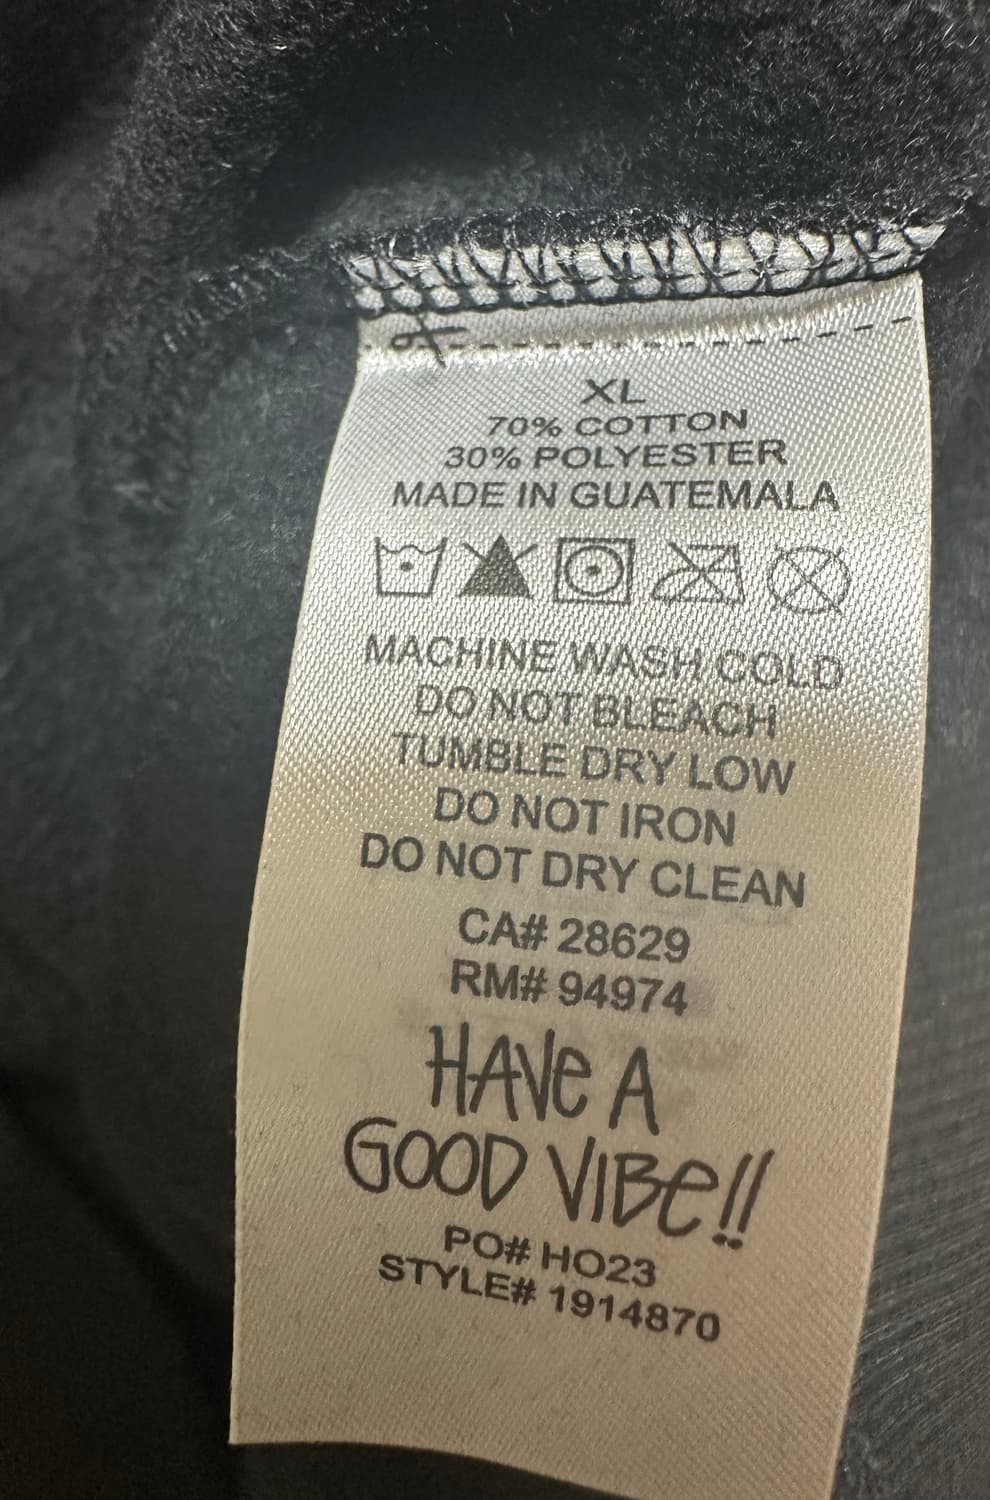 XL
70% COTTON
30% POLYESTER
MADE IN GUATEMALA
MACHINE WASH COLD
DO NOT BLEACH
TUMBLE DRY LOW
DO NOT IRON
DO NOT DRY CLEAN
CA# 28629
RM# 94974
HAVe A
GOOD VIBe!!
PO# HO23
STYLE# 1914870